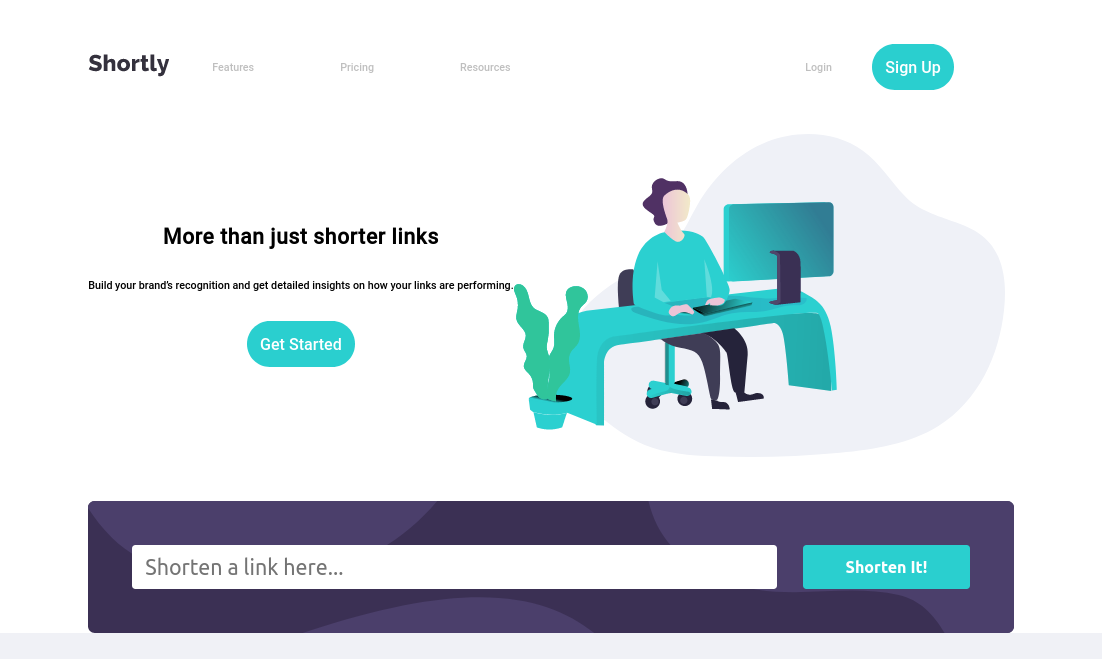 Shortly
Features
Pricing
Resources
Login
Sign Up
More than just shorter links
Build your brand's recognition and get detailed insights on how your links are performing.
Get Started
Shorten a link here...
Shorten It!